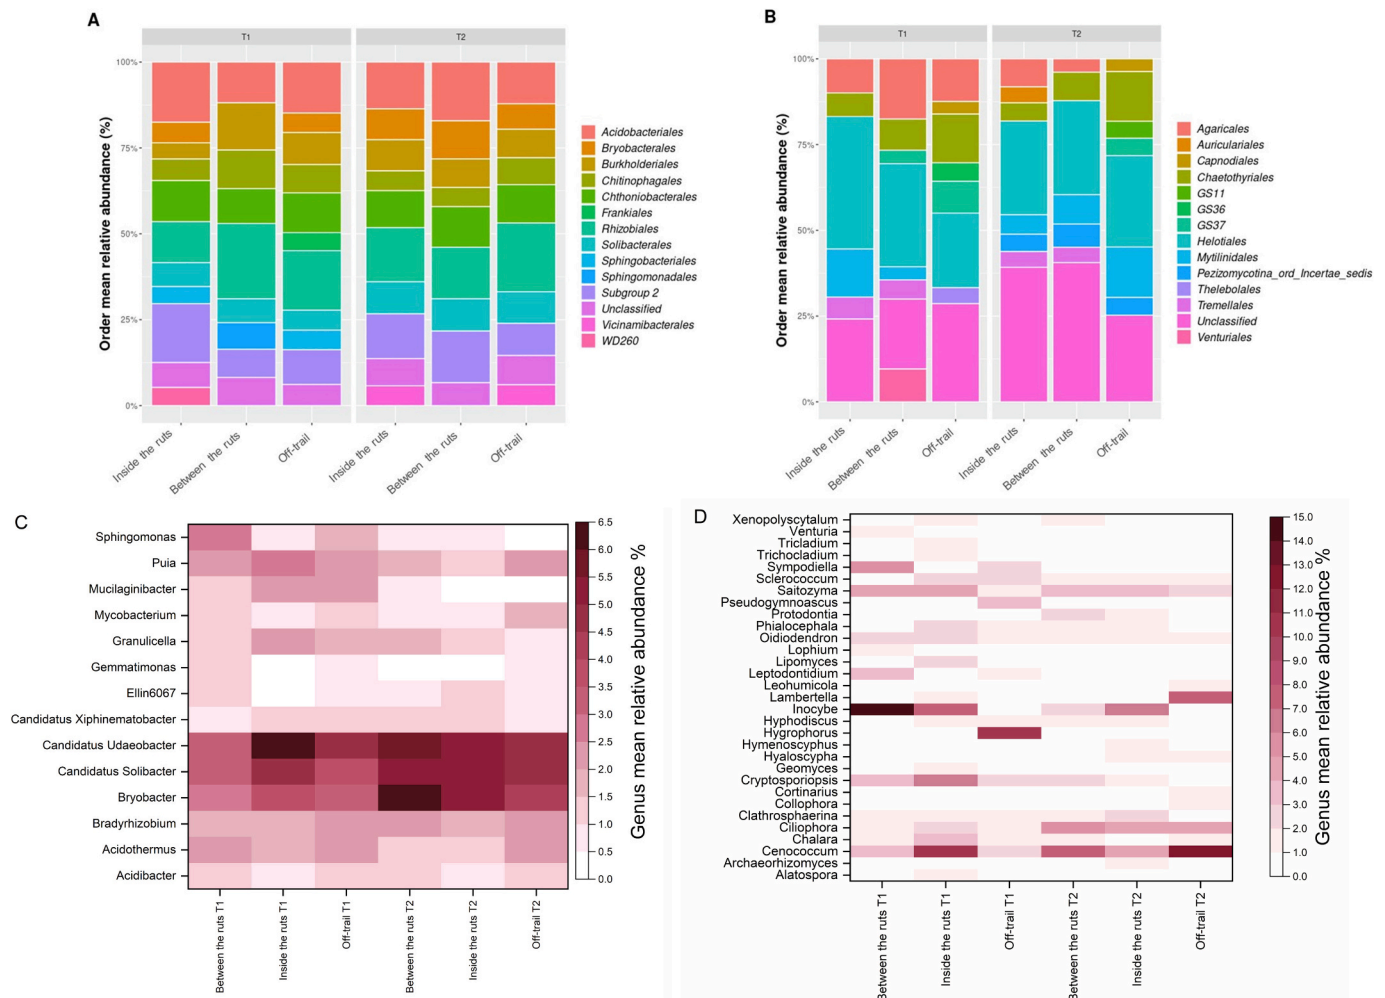 A
T1
T2
Order mean relative abundance (%)
100%
75%
50%
25%
0%
Inside the ruts
Between the ruts
Off-trail
Inside the ruts
Between the ruts
Off-trail
Acidobacteriales
Bryobacterales
Burkholderiales
Chitinophagales
Chthoniobacterales
Frankiales
Rhizobiales
Solibacterales
Sphingobacteriales
Sphingomonadales
Subgroup 2
Unclassified
Vicinamibacterales
WD260
B
T1
T2
Order mean relative abundance (%)
100%
75%
50%
25%
0%
Inside the ruts
Between the ruts
Off-trail
Inside the ruts
Between the ruts
Off-trail
Agaricales
Auriculariales
Capnodiales
Chaetothyriales
GS11
GS36
GS37
Helotiales
Mytilinidales
Pezizomycotina_ord_Incertae_sedis
Thelebolales
Tremellales
Unclassified
Venturiales
C
Sphingomonas
Puia
Mucilaginibacter
Mycobacterium
Granulicella
Gemmatimonas
Ellin6067
Candidatus Xiphinematobacter
Candidatus Udaeobacter
Candidatus Solibacter
Bryobacter
Bradyrhizobium
Acidothermus
Acidibacter
Between the ruts T1
Inside the ruts T1
Off-trail T1
Between the ruts T2
Inside the ruts T2
Off-trail T2
6.5
6.0
5.5
5.0
4.5
4.0
3.5
3.0
2.5
2.0
1.5
1.0
0.5
0.0
Genus mean relative abundance %
D
Xenopolyscytalum
Venturia
Tricladium
Trichocladium
Sympodiella
Sclerococcum
Saitozyma
Pseudogymnoascus
Protodontia
Phialocephala
Oidiodendron
Lophium
Lipomyces
Leptodontidium
Leohumicola
Lambertella
Inocybe
Hyphodiscus
Hygrophorus
Hymenoscyphus
Hyaloscypha
Geomyces
Cryptosporiopsis
Cortinarius
Collophora
Clathrosphaerina
Ciliophora
Chalara
Cenococcum
Archaeorhizomyces
Alatospora
Between the ruts T1
Inside the ruts T1
Off-trail T1
Between the ruts T2
Inside the ruts T2
Off-trail T2
15.0
14.0
13.0
12.0
11.0
10.0
9.0
8.0
7.0
6.0
5.0
4.0
3.0
2.0
1.0
0.0
Genus mean relative abundance %